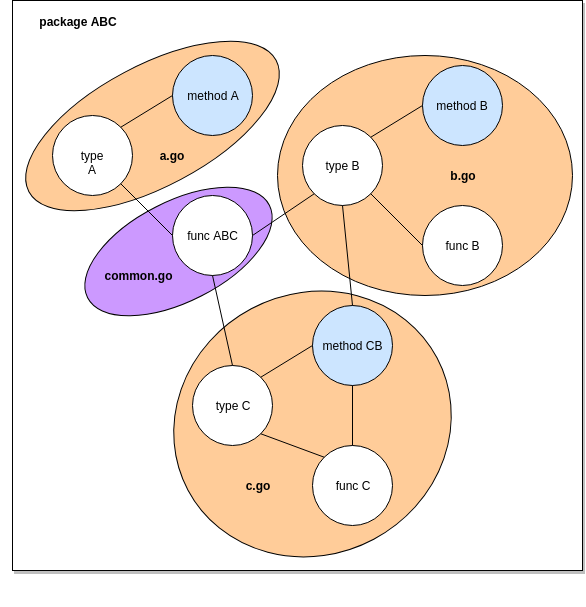 package ABC
method A
type
A
a.go
method B
type B
b.go
func B
func ABC
common.go
method CB
type C
c.go
func C